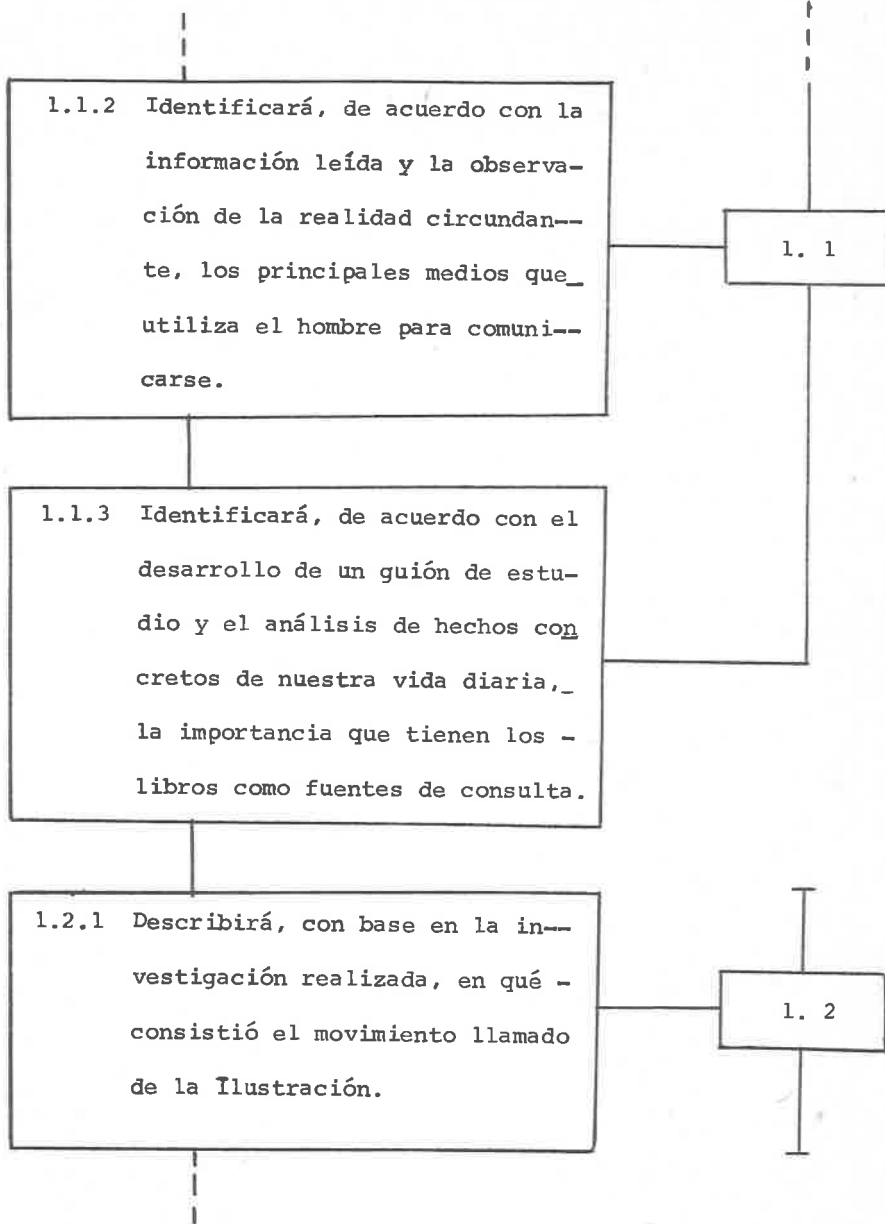 1.1.2 Identificará, de acuerdo con la
información leída y la observa-
ción de la realidad circundan--
te, los principales medios que_
utiliza el hombre para comuni--
carse.
1. 1
1.1.3 Identificará, de acuerdo con el
desarrollo de un guión de estu-
dio y el análisis de hechos con
cretos de nuestra vida diaria,_
la importancia que tienen los -
libros como fuentes de consulta.
1.2.1 Describirá, con base en la in--
vestigación realizada, en qué -
consistió el movimiento llamado
de la Ilustración.
1. 2